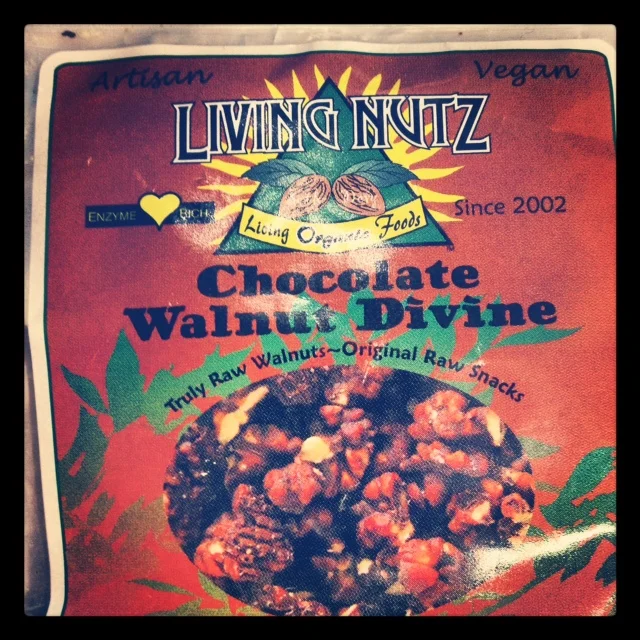 Artisan Vegan
LIVING NUTZ
ENZYME RICH
Since 2002
Living Organic Foods
Chocolate
Walnut Divine
Truly Raw Walnuts~Original Raw Snacks